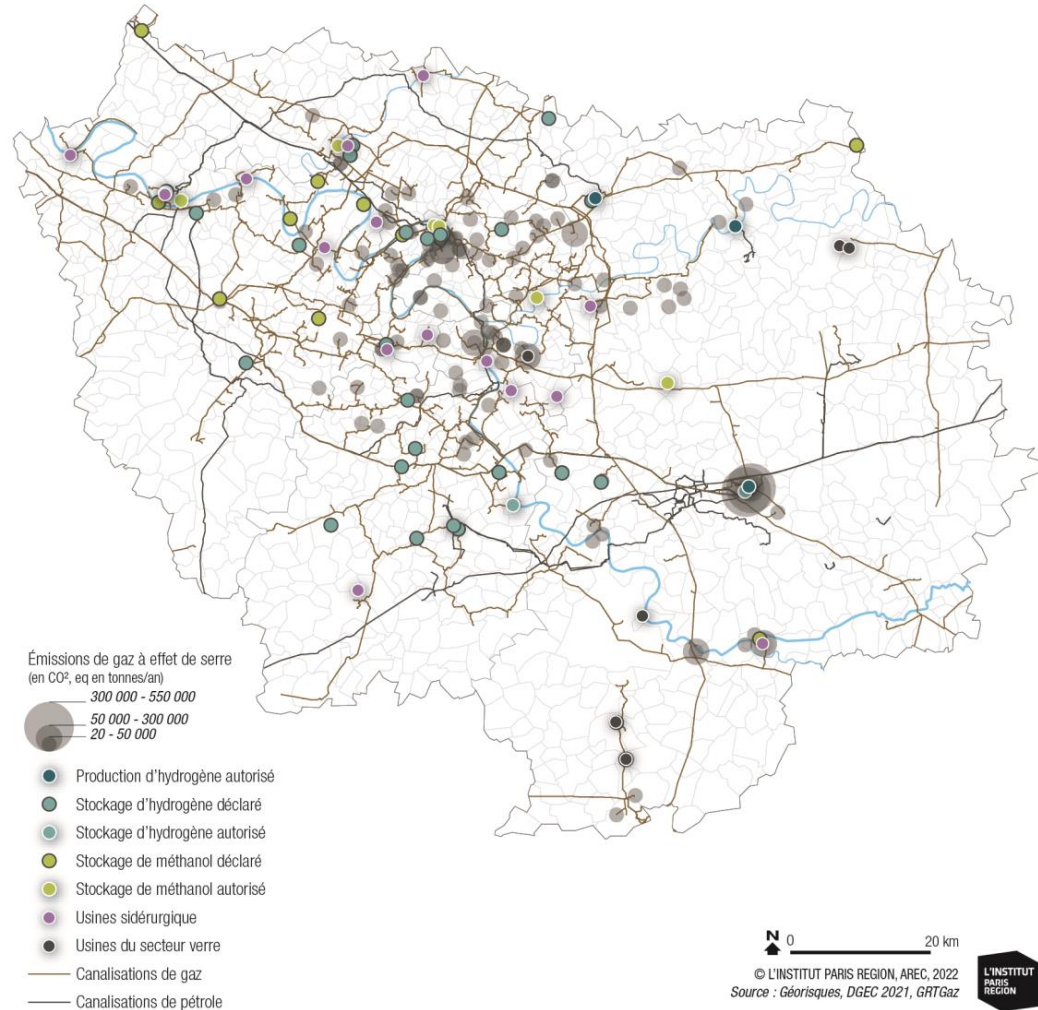 Émissions de gaz à effet de serre
(en CO², eq en tonnes/an)
300 000 - 550 000
50 000 - 300 000
20 - 50 000
Production d'hydrogène autorisé
Stockage d'hydrogène déclaré
Stockage d'hydrogène autorisé
Stockage de méthanol déclaré
Stockage de méthanol autorisé
Usines sidérurgique
Usines du secteur verre
Canalisations de gaz
Canalisations de pétrole
N 0 20 km
© L'INSTITUT PARIS REGION, AREC, 2022
Source : Géorisques, DGEC 2021, GRTGaz
L'INSTITUT
PARIS
REGION